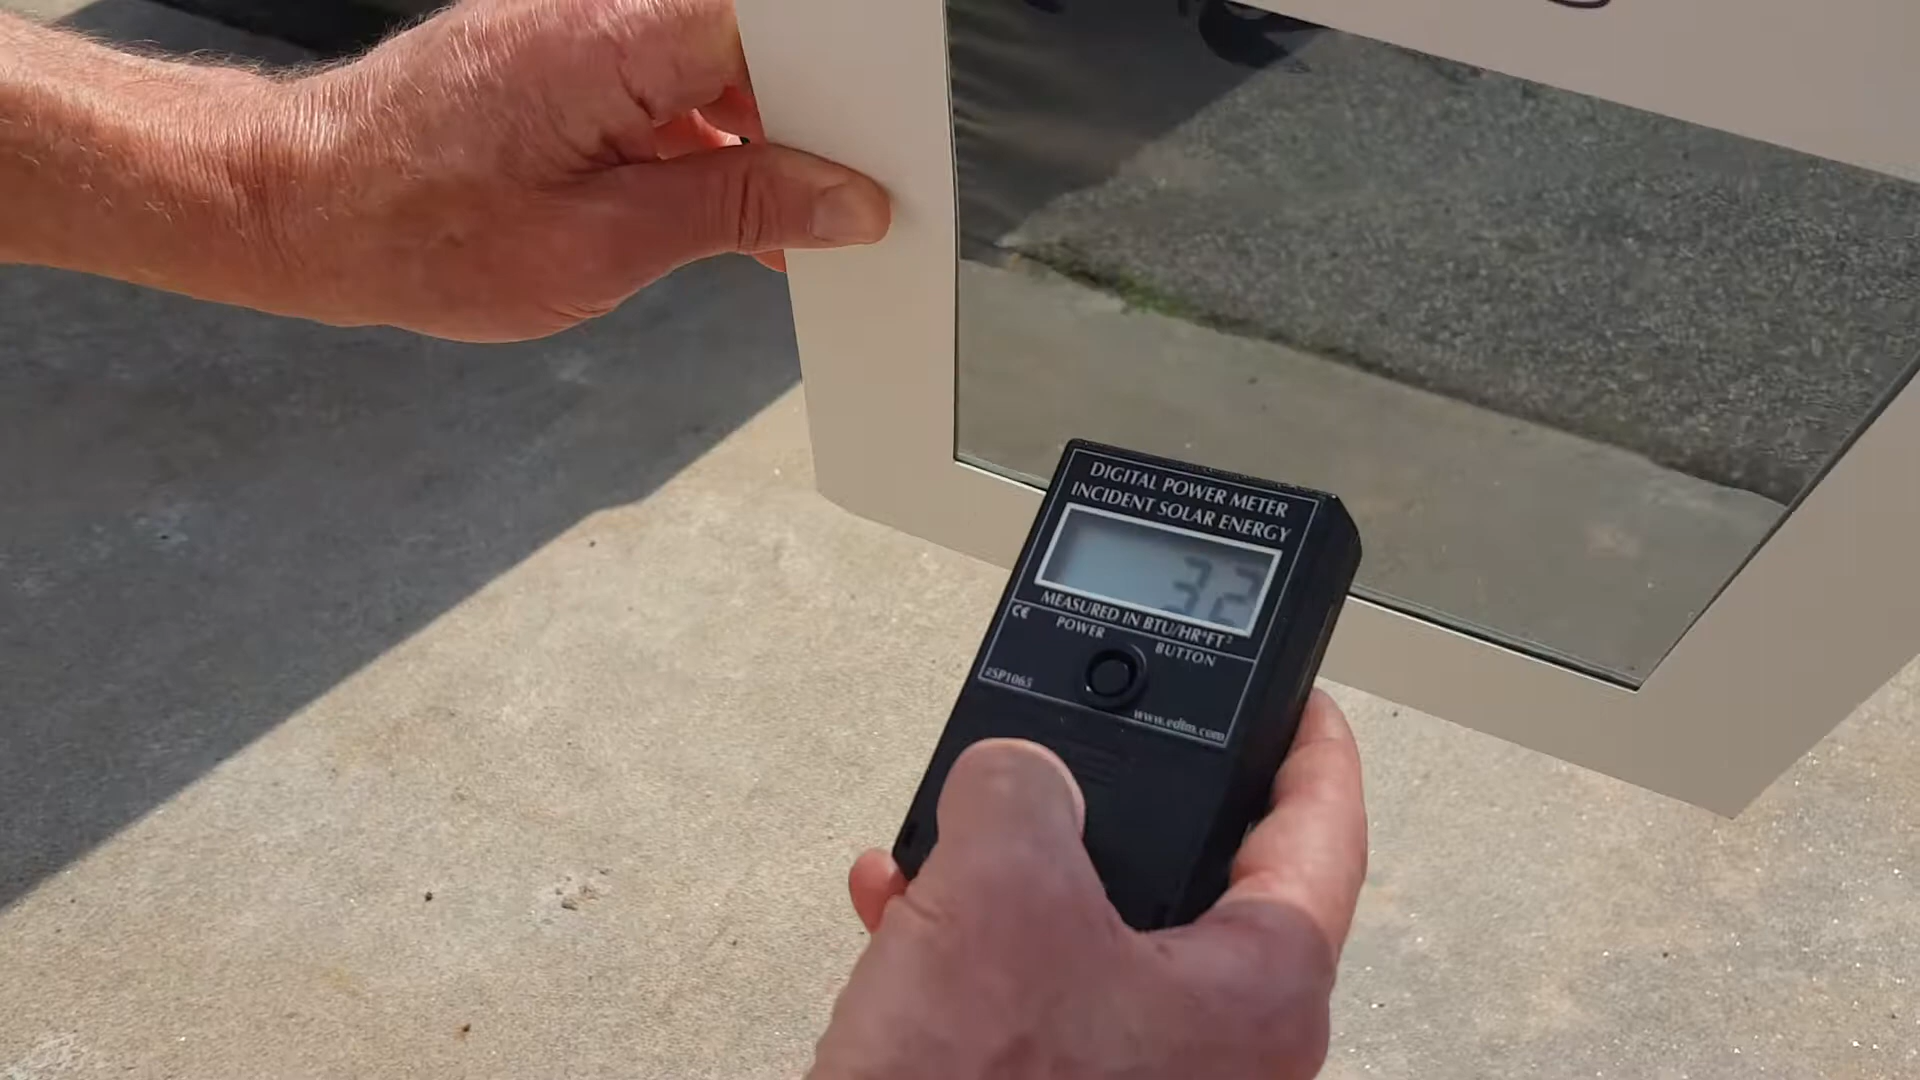 DIGITAL POWER METER
INCIDENT SOLAR ENERGY
32
MEASURED IN BTU/HR*FT²
CE
POWER
BUTTON
#SP1065
www.edtm.com